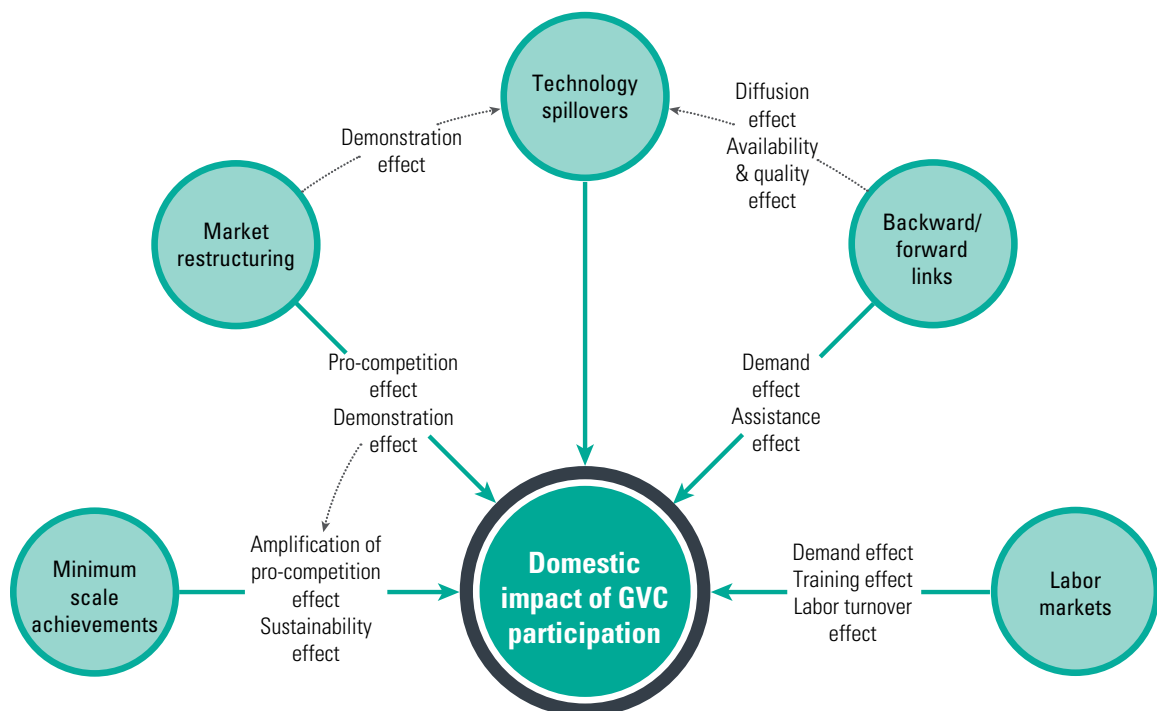 Technology
spillovers
Diffusion
effect
Availability
& quality
effect
Demonstration
effect
Market
restructuring
Backward/
forward
links
Pro-competition
effect
Demonstration
effect
Demand
effect
Assistance
effect
Minimum
scale
achievements
Amplification of
pro-competition
effect
Sustainability
effect
Domestic
impact of GVC
participation
Demand effect
Training effect
Labor turnover
effect
Labor
markets